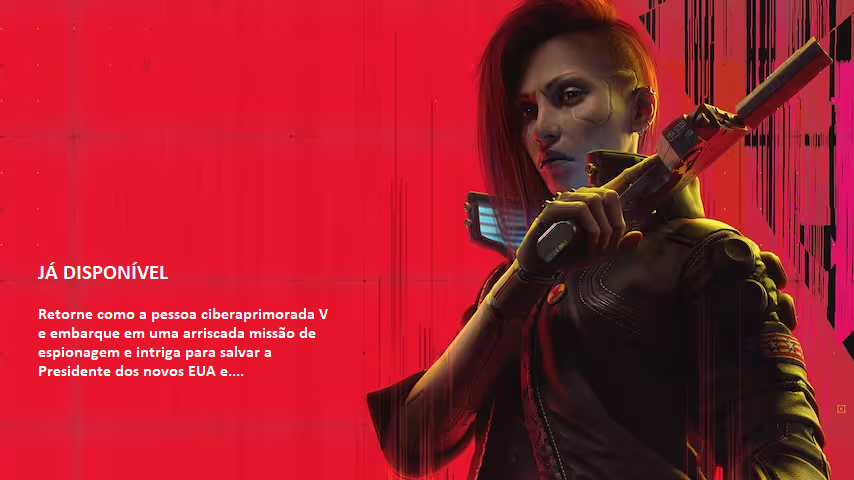 JÁ DISPONÍVEL
Retorne como a pessoa ciberaprimorada V
e embarque em uma arriscada missão de
espionagem e intriga para salvar a
Presidente dos novos EUA e....